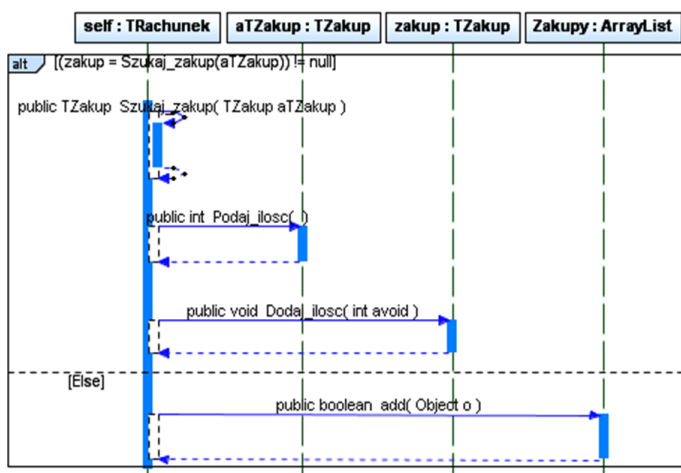 self : TRachunek aTZakup : TZakup zakup : TZakup Zakupy : ArrayList
alt [(zakup = Szukaj_zakup(aTZakup)) != null]
public TZakup Szukaj_zakup( TZakup aTZakup )
public int Podaj_ilosc( )
public void Dodaj_ilosc( int avoid )
[Else]
public boolean add( Object o )